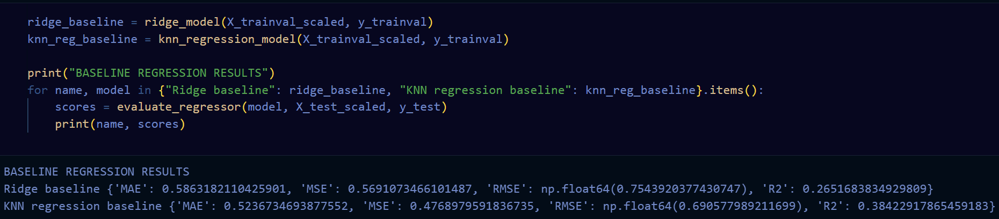 ridge_baseline = ridge_model(X_trainval_scaled, y_trainval)
knn_reg_baseline = knn_regression_model(X_trainval_scaled, y_trainval)
print("BASELINE REGRESSION RESULTS")
for name, model in {"Ridge baseline": ridge_baseline, "KNN regression baseline": knn_reg_baseline}.items():
    scores = evaluate_regressor(model, X_test_scaled, y_test)
    print(name, scores)
BASELINE REGRESSION RESULTS
Ridge baseline {'MAE': 0.5863182110425901, 'MSE': 0.5691073466101487, 'RMSE': np.float64(0.7543920377430747), 'R2': 0.2651683834929809}
KNN regression baseline {'MAE': 0.5236734693877552, 'MSE': 0.4768979591836735, 'RMSE': np.float64(0.690577989211699), 'R2': 0.38422917865459183}